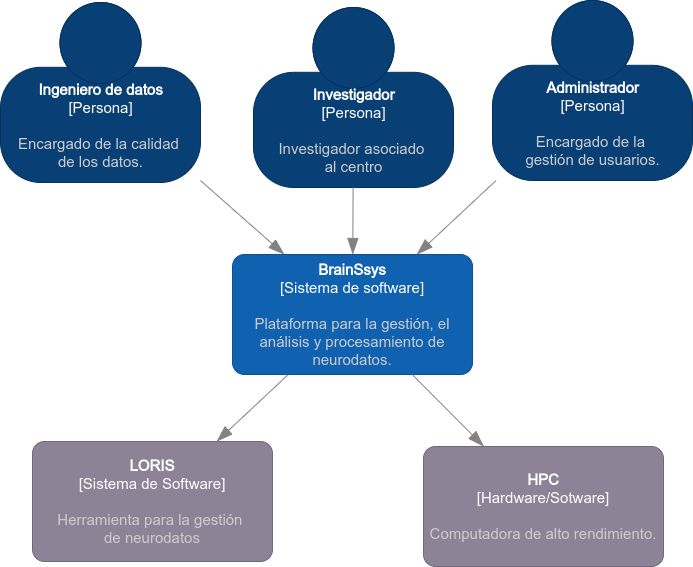 Ingeniero de datos
[Persona]
Encargado de la calidad
de los datos.
Investigador
[Persona]
Investigador asociado
al centro
Administrador
[Persona]
Encargado de la
gestión de usuarios.
BrainSsys
[Sistema de software]
Plataforma para la gestión, el
análisis y procesamiento de
neurodatos.
LORIS
[Sistema de Software]
Herramienta para la gestión
de neurodatos
HPC
[Hardware/Sotware]
Computadora de alto rendimiento.